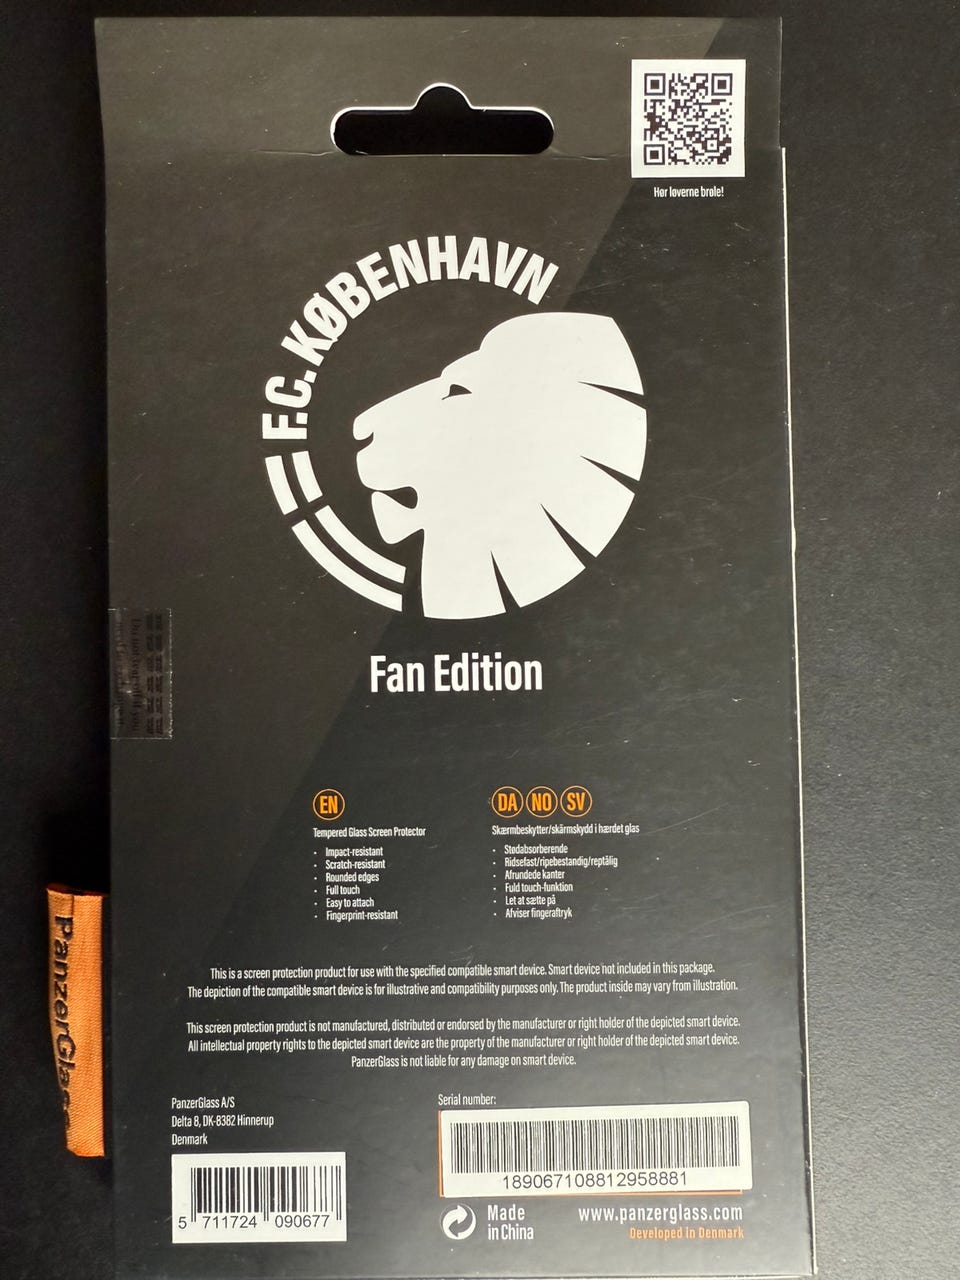 Hør løverne brøle!
F.C. KØBENHAVN
Fan Edition
EN
Tempered Glass Screen Protector
· Impact-resistant
· Scratch-resistant
· Rounded edges
· Full touch
· Easy to attach
· Fingerprint-resistant
DA NO SV
Skærmbeskytter/skärmskydd i hærdet glas
· Stødabsorberende
· Ridsefast/ripebestandig/reptålig
· Afrundede kanter
· Fuld touch-funktion
· Let at sætte på
· Afviser fingeraftryk
PanzerGlass
This is a screen protection product for use with the specified compatible smart device. Smart device not included in this package.
The depiction of the compatible smart device is for illustrative and compatibility purposes only. The product inside may vary from illustration.
This screen protection product is not manufactured, distributed or endorsed by the manufacturer or right holder of the depicted smart device.
All intellectual property rights to the depicted smart device are the property of the manufacturer or right holder of the depicted smart device.
PanzerGlass is not liable for any damage on smart device.
PanzerGlass A/S
Delta 8, DK-8382 Hinnerup
Denmark
5 711724 090677
Serial number:
189067108812958881
Made
in China
www.panzerglass.com
Developed in Denmark